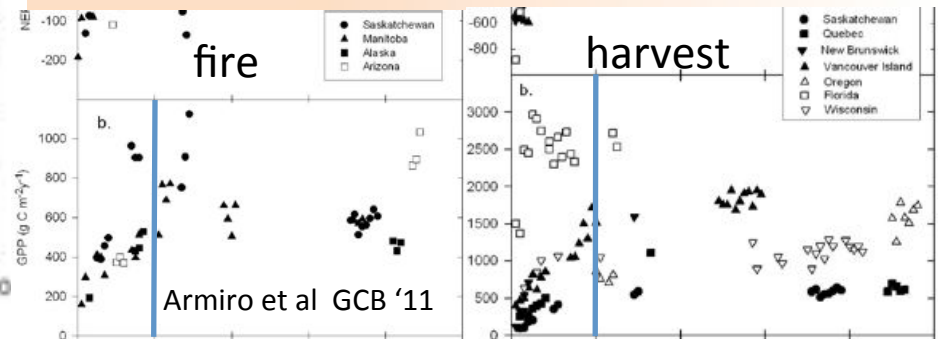 NEP
-100
-200
fire
Saskatchewan
Manitoba
Alaska
Arizona
b.
1000
800
600
400
200
0
GPP (g C m-2y-1)
Armiro et al GCB '11
-600
-800
harvest
Saskatchewan
Quebec
New Brunswick
Vancouver Island
Oregon
Florida
Wisconsin
b.
3000
2500
2000
1500
1000
500
0